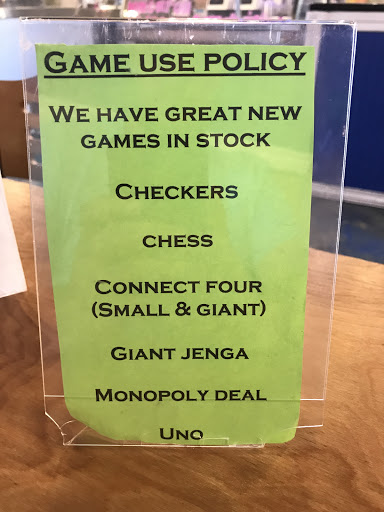 GAME USE POLICY
WE HAVE GREAT NEW
GAMES IN STOCK
CHECKERS
CHESS
CONNECT FOUR
(SMALL & GIANT)
GIANT JENGA
MONOPOLY DEAL
UNO